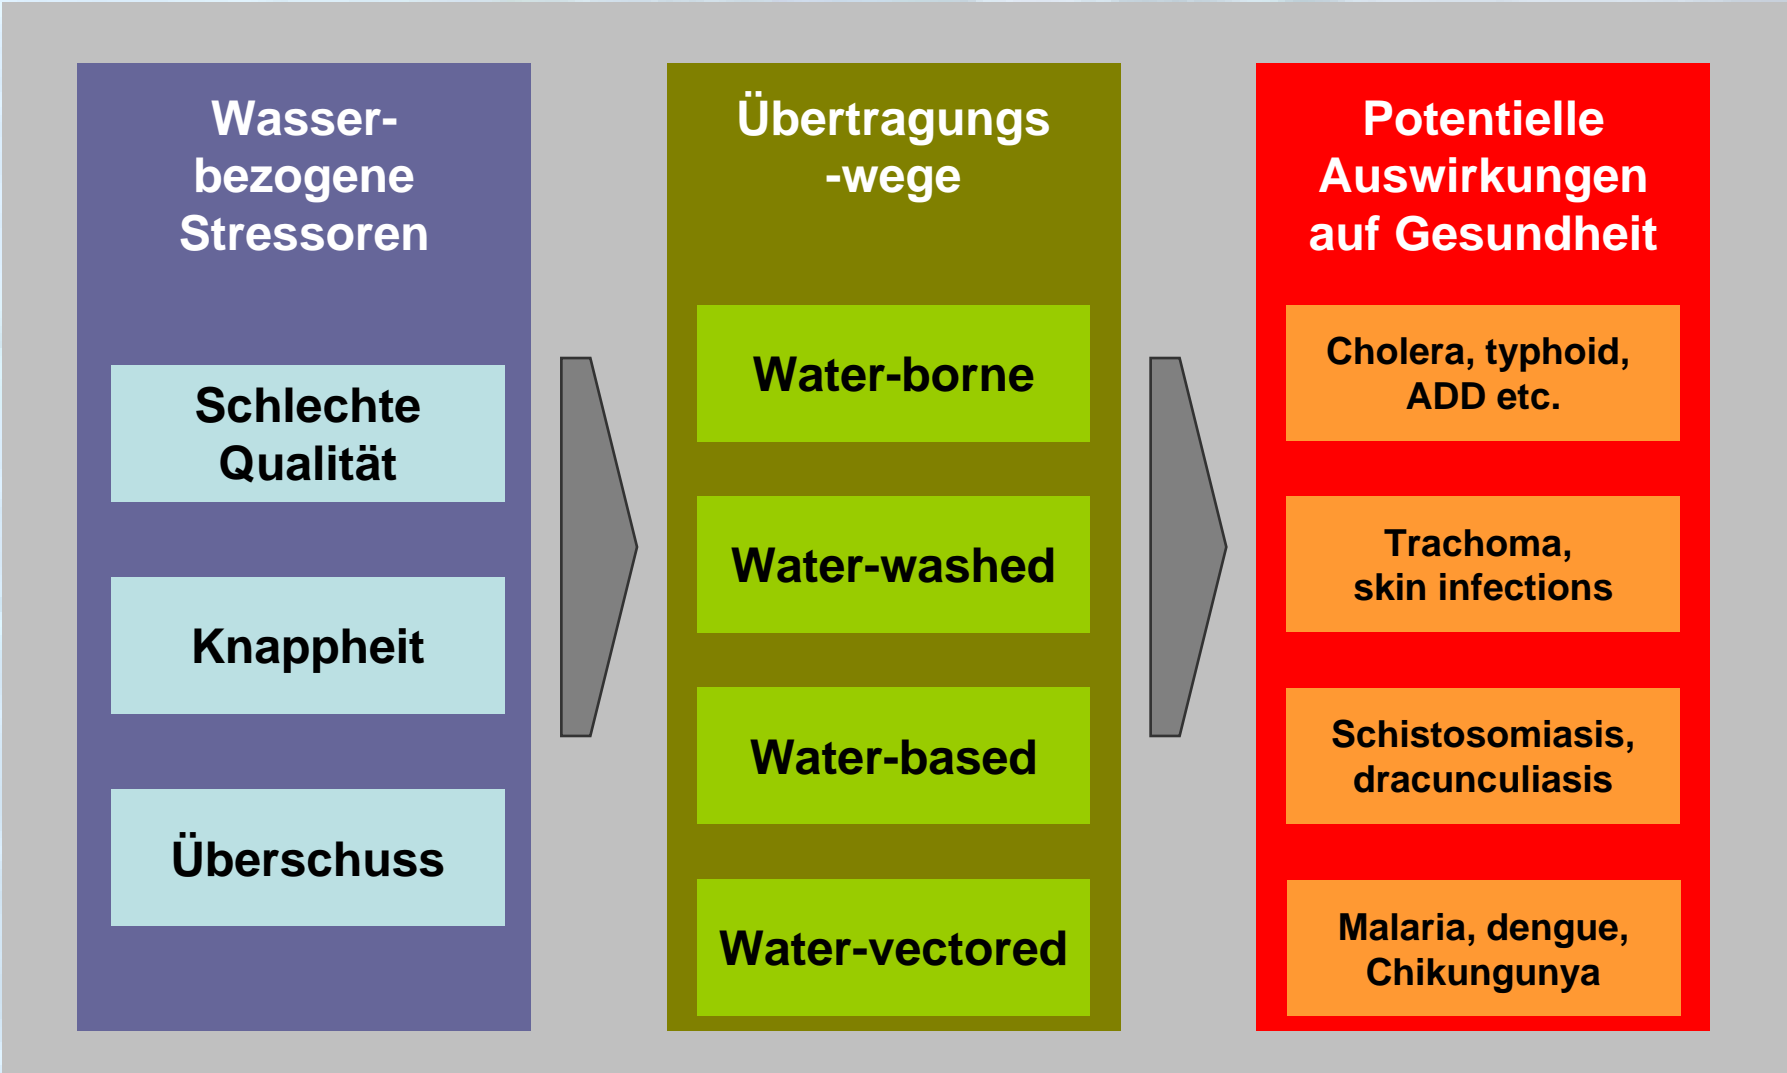 Wasser-
bezogene
Stressoren
Schlechte
Qualität
Knappheit
Überschuss
Übertragungs
-wege
Water-borne
Water-washed
Water-based
Water-vectored
Potentielle
Auswirkungen
auf Gesundheit
Cholera, typhoid,
ADD etc.
Trachoma,
skin infections
Schistosomiasis,
dracunculiasis
Malaria, dengue,
Chikungunya